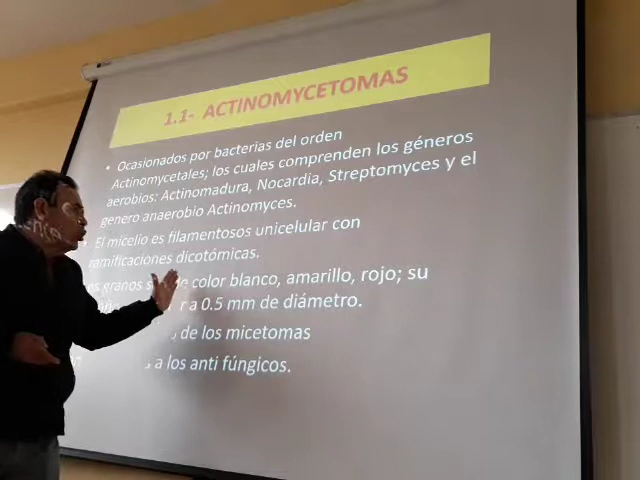 1.1- ACTINOMYCETOMAS
• Ocasionados por bacterias del orden
Actinomycetales; los cuales comprenden los géneros
aerobios: Actinomadura, Nocardia, Streptomyces y el
genero anaerobio Actinomyces.
El micelio es filamentosos unicelular con
ramificaciones dicotómicas.
os granos color blanco, amarillo, rojo; su
r a 0.5 mm de diámetro.
de los micetomas
a los anti fúngicos.